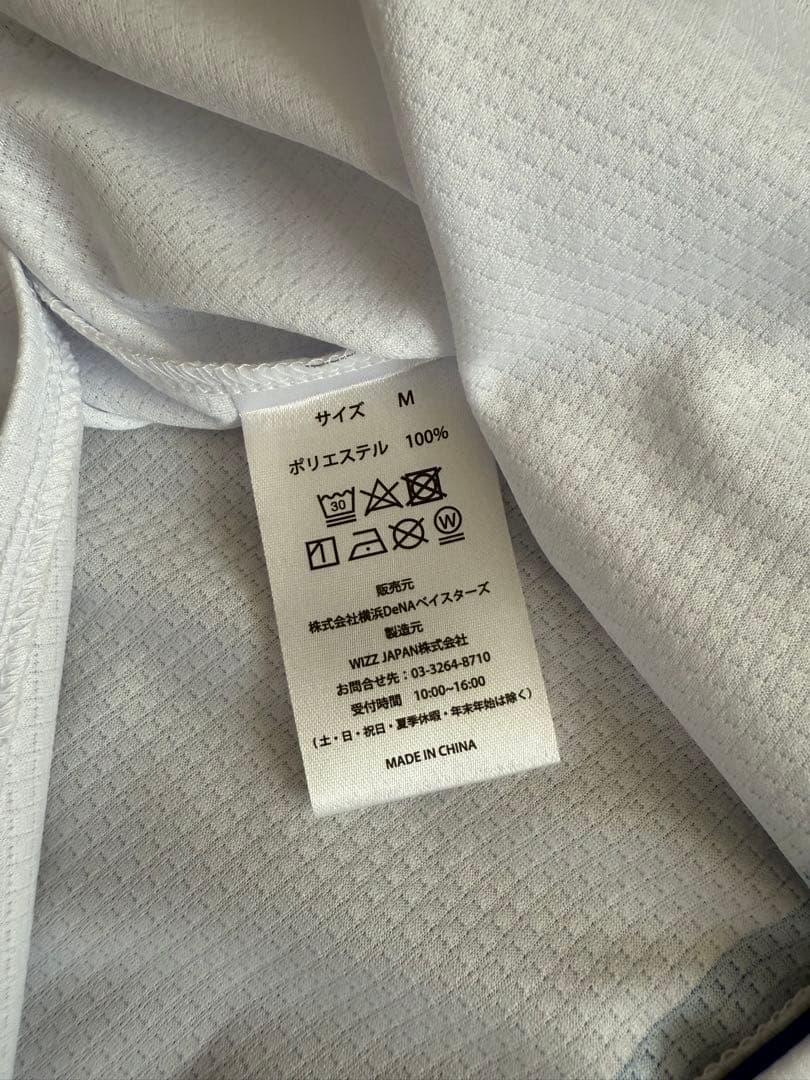 サイズ M
ポリエステル 100%
30
W
販売元
株式会社横浜DeNAベイスターズ
製造元
WIZZ JAPAN株式会社
お問合せ先：03-3264-8710
受付時間 10:00~16:00
（土・日・祝日・夏季休暇・年末年始は除く）
MADE IN CHINA